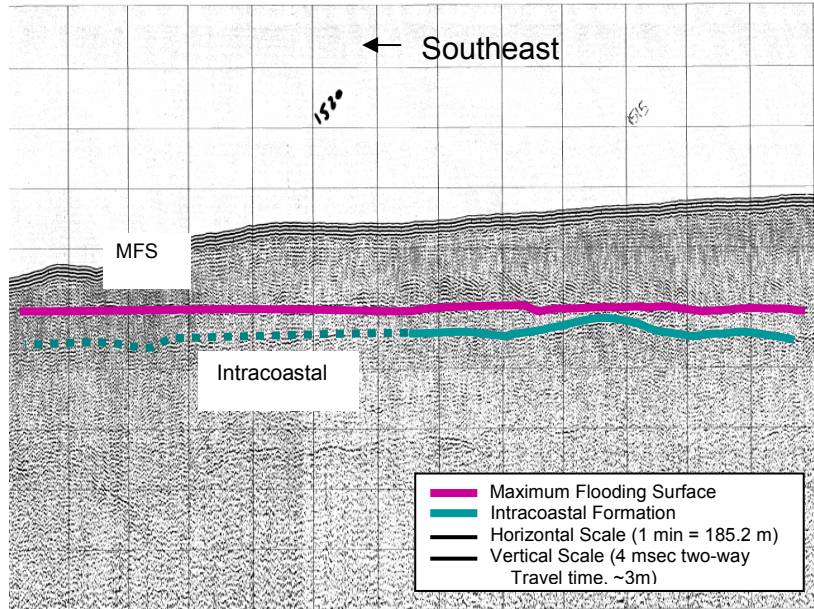 Southeast
1520
1515
MFS
Intracoastal
Maximum Flooding Surface
Intracoastal Formation
Horizontal Scale (1 min = 185.2 m)
Vertical Scale (4 msec two-way
Travel time. ~3m)